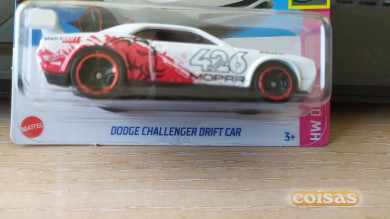 426
MOPAR
MATTEL
DODGE CHALLENGER DRIFT CAR
3+
HW D
coisas